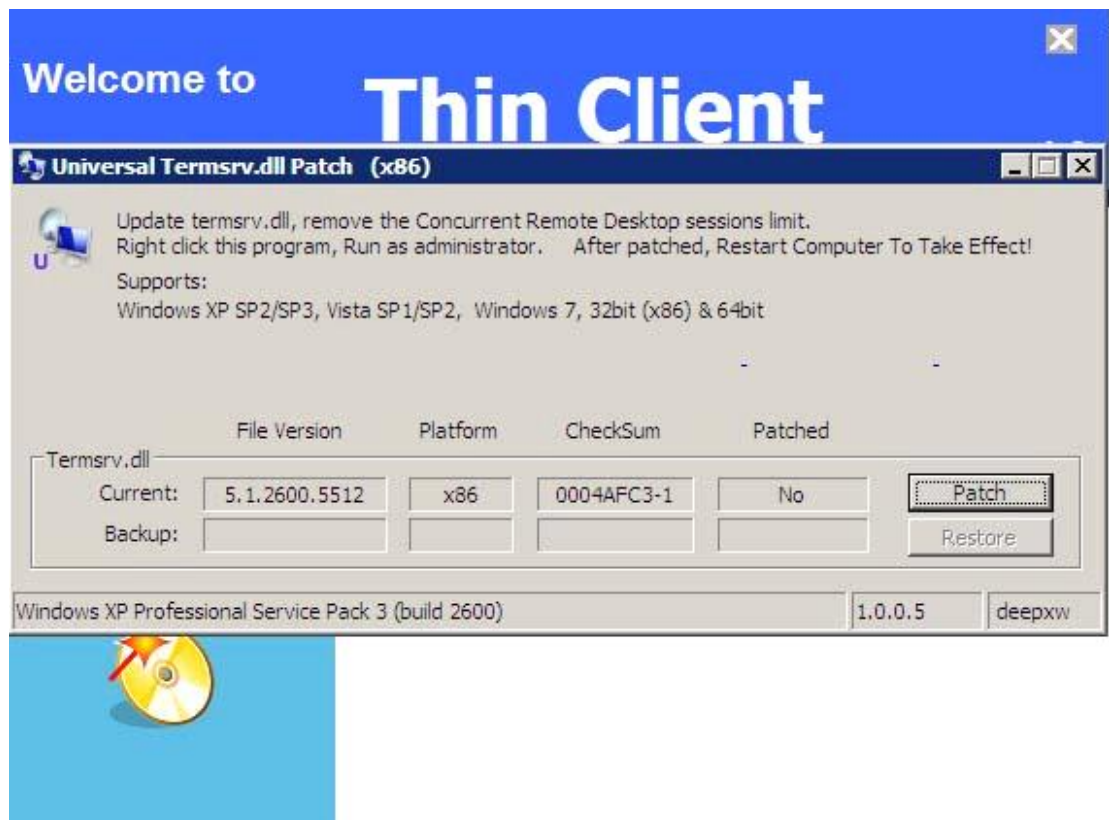 Welcome to
Thin Client
Universal Termsrv.dll Patch (x86)
Update termsrv.dll, remove the Concurrent Remote Desktop sessions limit.
Right click this program, Run as administrator. After patched, Restart Computer To Take Effect!
U
Supports:
Windows XP SP2/SP3, Vista SP1/SP2, Windows 7, 32bit (x86) & 64bit
- -
File Version Platform CheckSum Patched
Termsrv.dll
Current: 5.1.2600.5512 x86 0004AFC3-1 No Patch
Backup: Restore
Windows XP Professional Service Pack 3 (build 2600) 1.0.0.5 deepxw